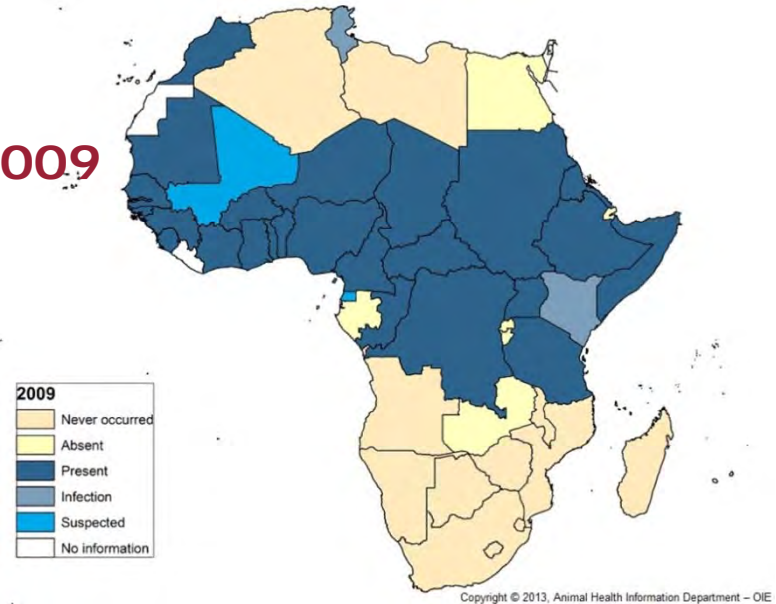 009
2009
Never occurred
Absent
Present
Infection
Suspected
No information
Copyright © 2013, Animal Health Information Department – OIE